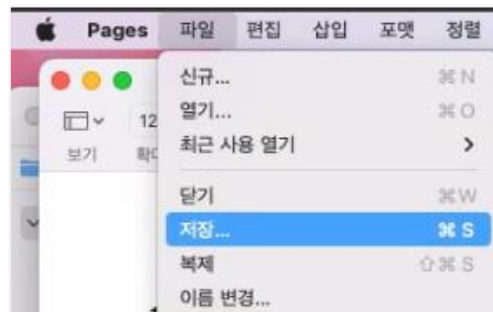 Pages 파일 편집 삽입 포맷 정렬
신규... ⌘ N
열기... ⌘ O
최근 사용 열기 >
닫기 ⌘ W
저장... ⌘ S
복제 ⇧ ⌘ S
이름 변경...
12
보기